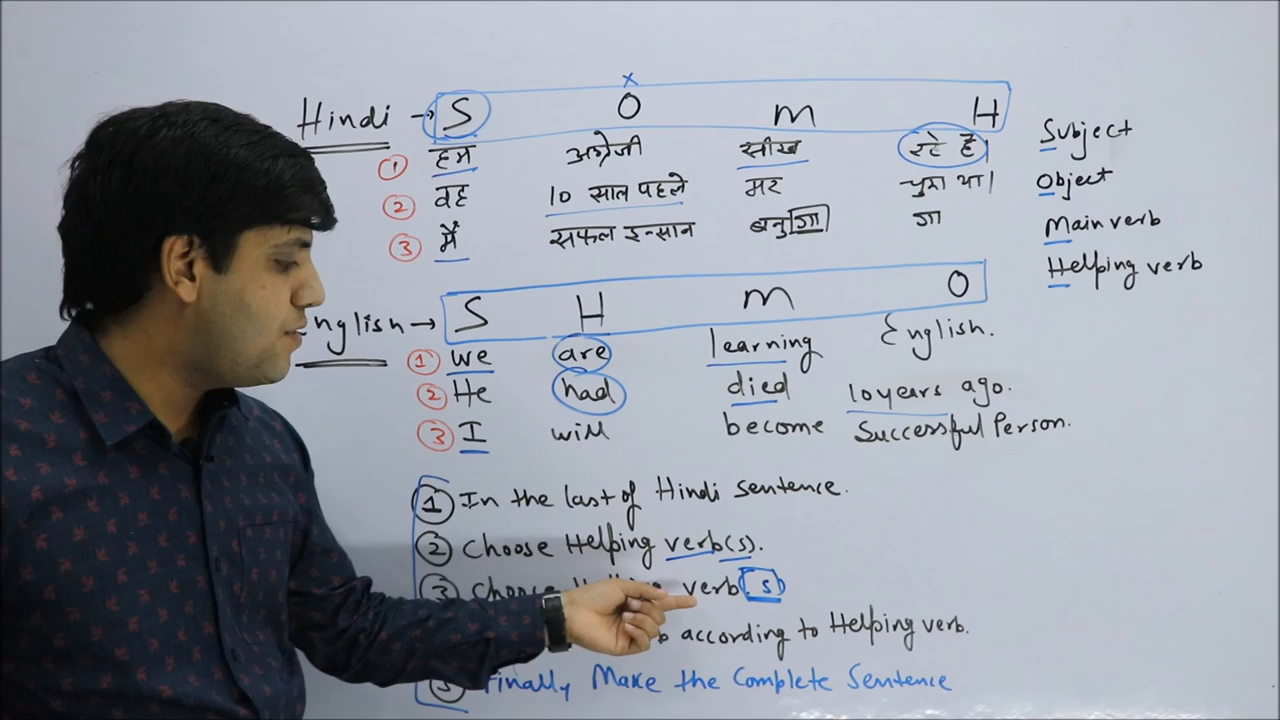 Hindi → S O M H
① हम अंग्रेजी सीख रहे हैं
② वह 10 साल पहले मर चुका था।
③ मैं सफल इन्सान बनुगा गा
Subject
Object
Main verb
Helping verb
English → S H M O
① we are learning English.
② He had died 10 years ago.
③ I will become Successful Person.
① In the last of Hindi sentence.
② Choose Helping verb(s).
③ Choose verb s
according to Helping verb.
Finally Make the Complete Sentence